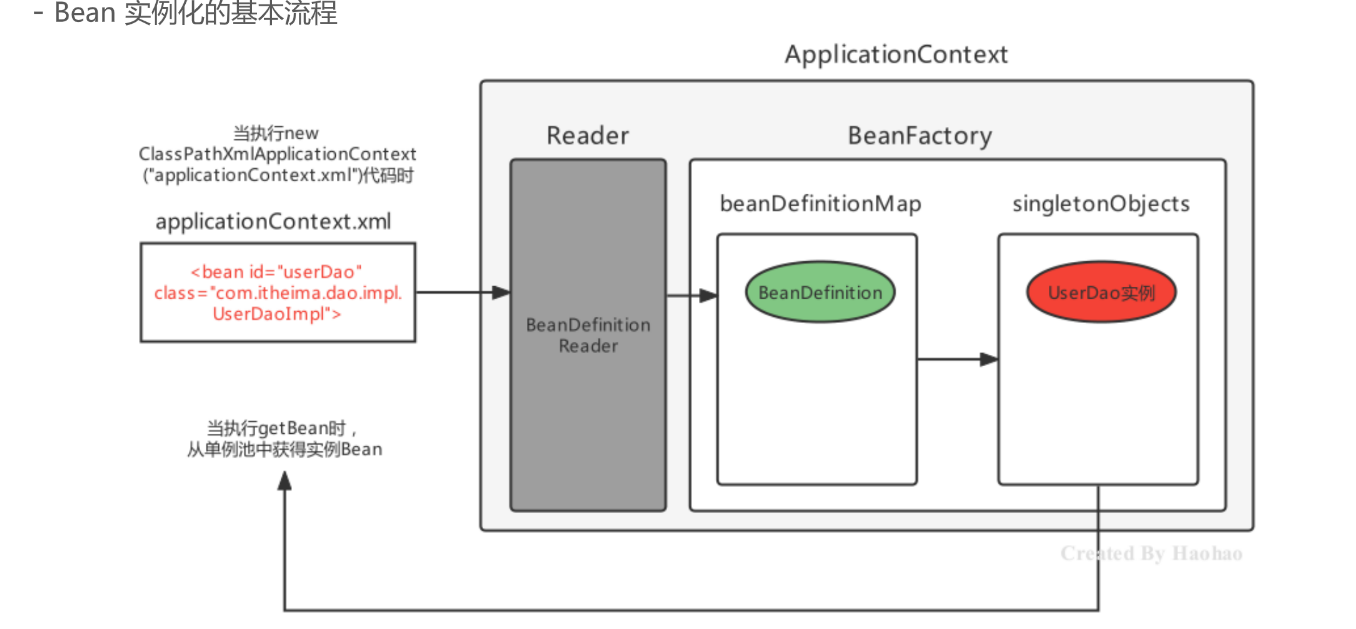 - Bean 实例化的基本流程
ApplicationContext
当执行new
ClassPathXmlApplicationContext
("applicationContext.xml")代码时
applicationContext.xml
<bean id="userDao"
class="com.itheima.dao.impl.
UserDaoImpl">
Reader
BeanDefinition
Reader
BeanFactory
beanDefinitionMap
BeanDefinition
singletonObjects
UserDao实例
当执行getBean时，
从单例池中获得实例Bean
Created By Haohao